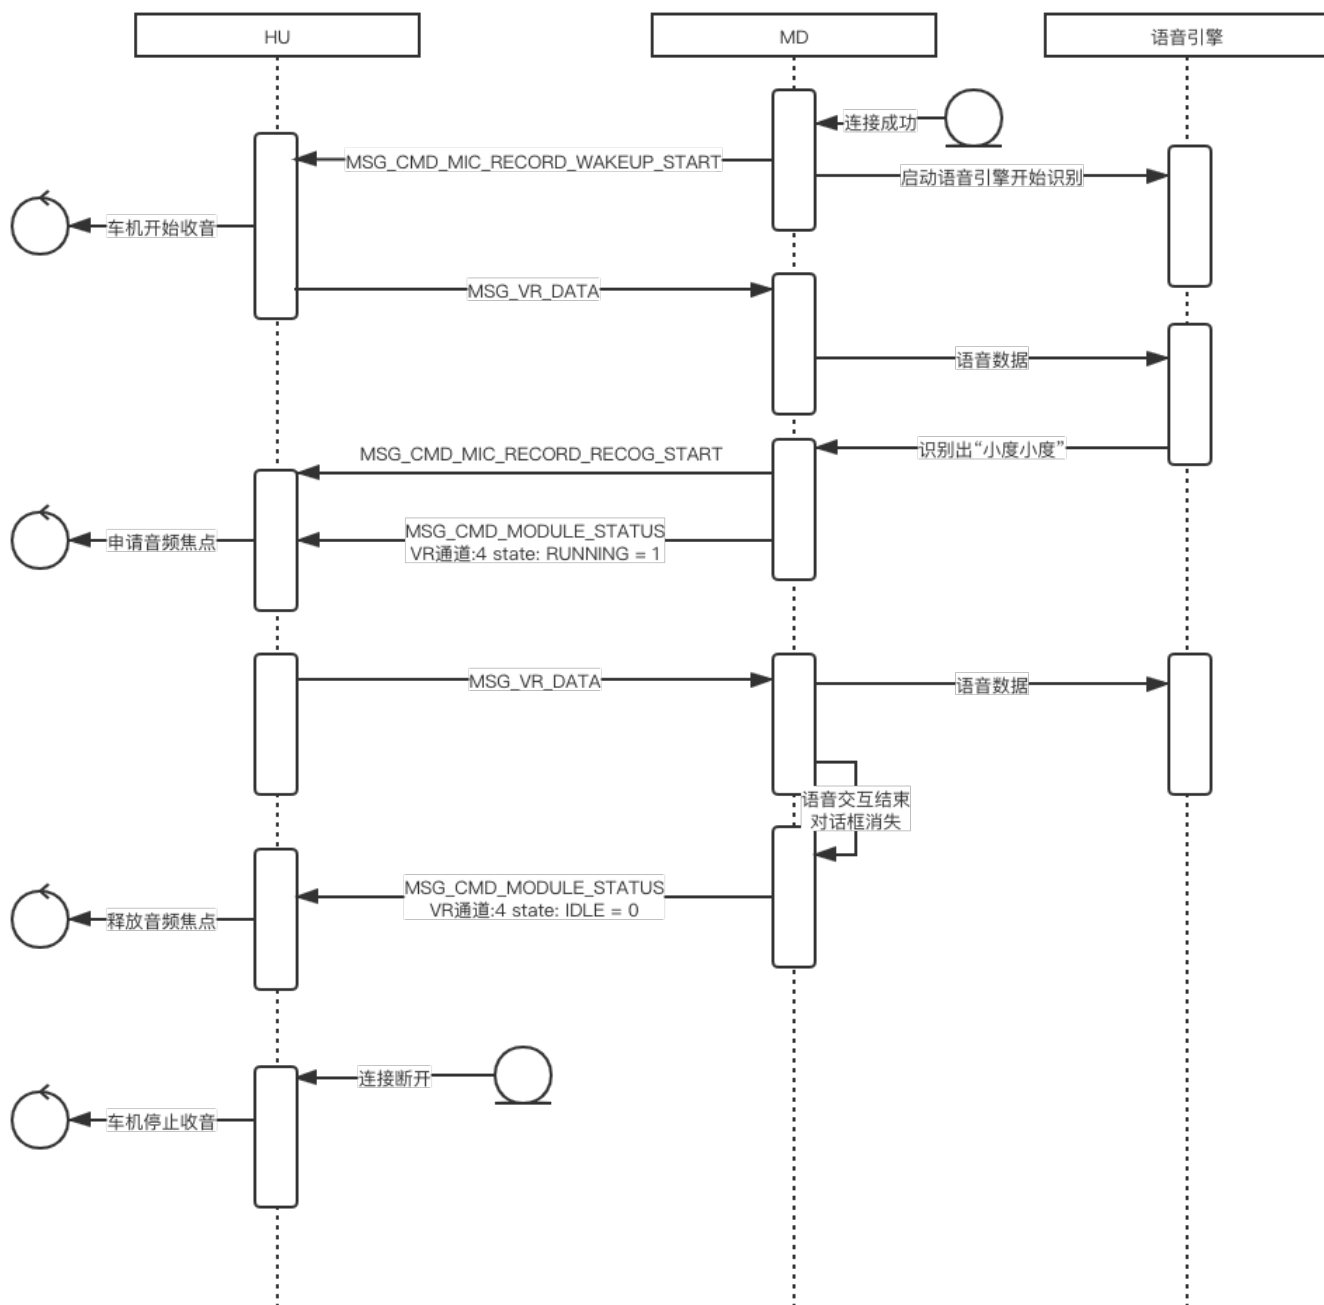 HU
MD
语音引擎
连接成功
MSG_CMD_MIC_RECORD_WAKEUP_START
启动语音引擎开始识别
车机开始收音
MSG_VR_DATA
语音数据
识别出“小度小度”
MSG_CMD_MIC_RECORD_RECOG_START
MSG_CMD_MODULE_STATUS
VR通道:4 state: RUNNING = 1
申请音频焦点
MSG_VR_DATA
语音数据
语音交互结束
对话框消失
MSG_CMD_MODULE_STATUS
VR通道:4 state: IDLE = 0
释放音频焦点
连接断开
车机停止收音